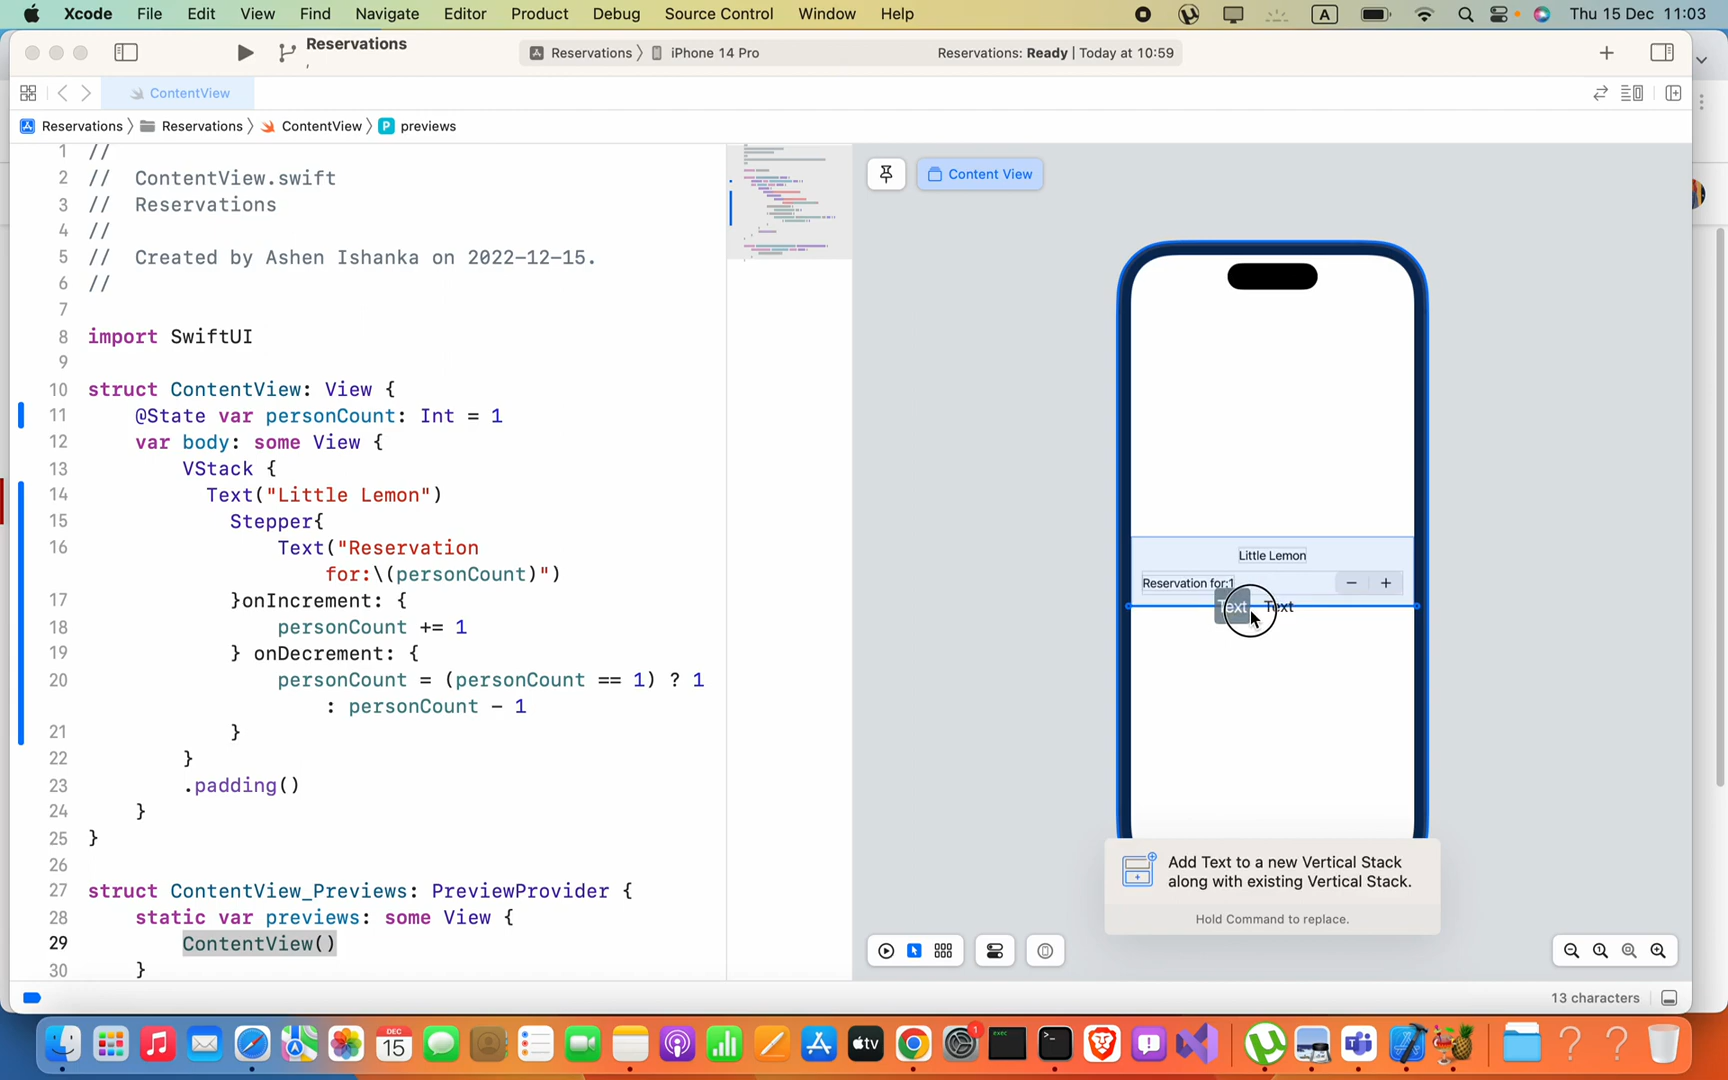 Xcode File Edit View Find Navigate Editor Product Debug Source Control Window Help A Thu 15 Dec 11:03
Reservations
Reservations 〉 iPhone 14 Pro Reservations: Ready | Today at 10:59
ContentView
Reservations 〉 Reservations 〉 ContentView 〉 P previews
1 //
2 //  ContentView.swift
3 //  Reservations
4 //
5 //  Created by Ashen Ishanka on 2022-12-15.
6 //
7
8 import SwiftUI
9
10 struct ContentView: View {
11     @State var personCount: Int = 1
12     var body: some View {
13         VStack {
14           Text("Little Lemon")
15             Stepper{
16                 Text("Reservation
for:\(personCount)")
17             }onIncrement: {
18                 personCount += 1
19             } onDecrement: {
20                 personCount = (personCount == 1) ? 1
: personCount - 1
21             }
22         }
23         .padding()
24     }
25 }
26
27 struct ContentView_Previews: PreviewProvider {
28     static var previews: some View {
29         ContentView()
30     }
Content View
Little Lemon
Reservation for:1 − +
Text Text
Add Text to a new Vertical Stack
along with existing Vertical Stack.
Hold Command to replace.
13 characters
DEC
15
tv
exec
1